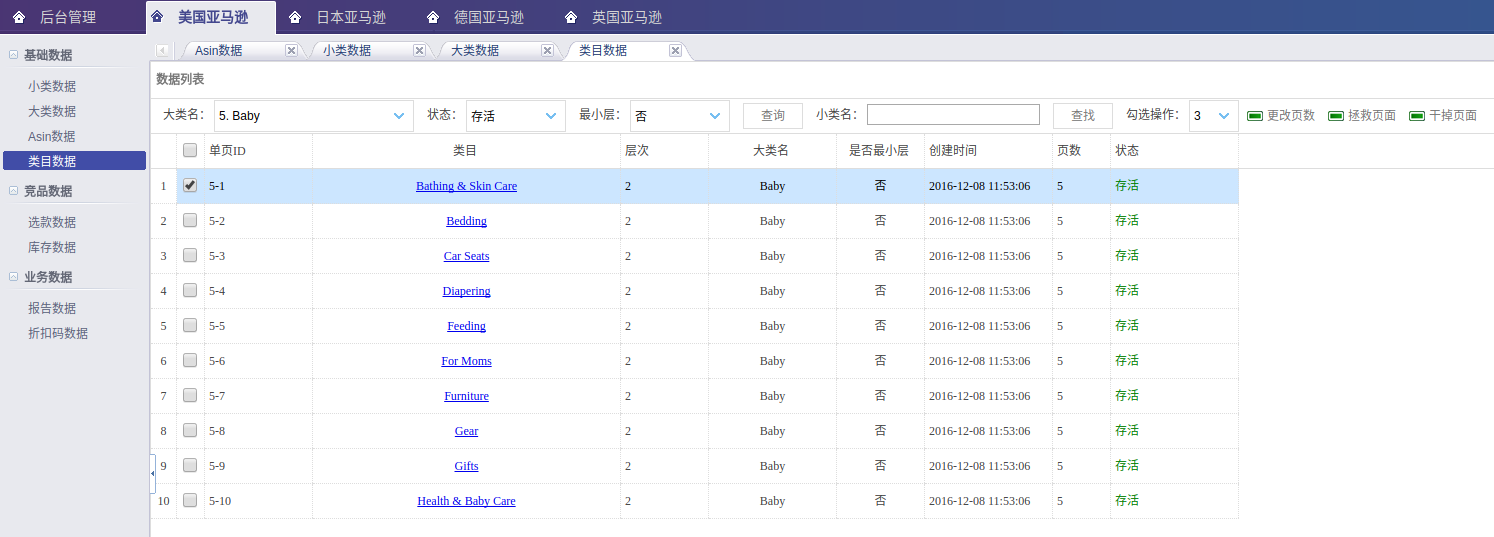 后台管理 美国亚马逊 日本亚马逊 德国亚马逊 英国亚马逊
基础数据
小类数据
大类数据
Asin数据
类目数据
竞品数据
选款数据
库存数据
业务数据
报告数据
折扣码数据
Asin数据 小类数据 大类数据 类目数据
数据列表
大类名: 5. Baby 状态: 存活 最小层: 否 查询 小类名: 查找 勾选操作: 3 更改页数 拯救页面 干掉页面
单页ID 类目 层次 大类名 是否最小层 创建时间 页数 状态
1 5-1 Bathing & Skin Care 2 Baby 否 2016-12-08 11:53:06 5 存活
2 5-2 Bedding 2 Baby 否 2016-12-08 11:53:06 5 存活
3 5-3 Car Seats 2 Baby 否 2016-12-08 11:53:06 5 存活
4 5-4 Diapering 2 Baby 否 2016-12-08 11:53:06 5 存活
5 5-5 Feeding 2 Baby 否 2016-12-08 11:53:06 5 存活
6 5-6 For Moms 2 Baby 否 2016-12-08 11:53:06 5 存活
7 5-7 Furniture 2 Baby 否 2016-12-08 11:53:06 5 存活
8 5-8 Gear 2 Baby 否 2016-12-08 11:53:06 5 存活
9 5-9 Gifts 2 Baby 否 2016-12-08 11:53:06 5 存活
10 5-10 Health & Baby Care 2 Baby 否 2016-12-08 11:53:06 5 存活